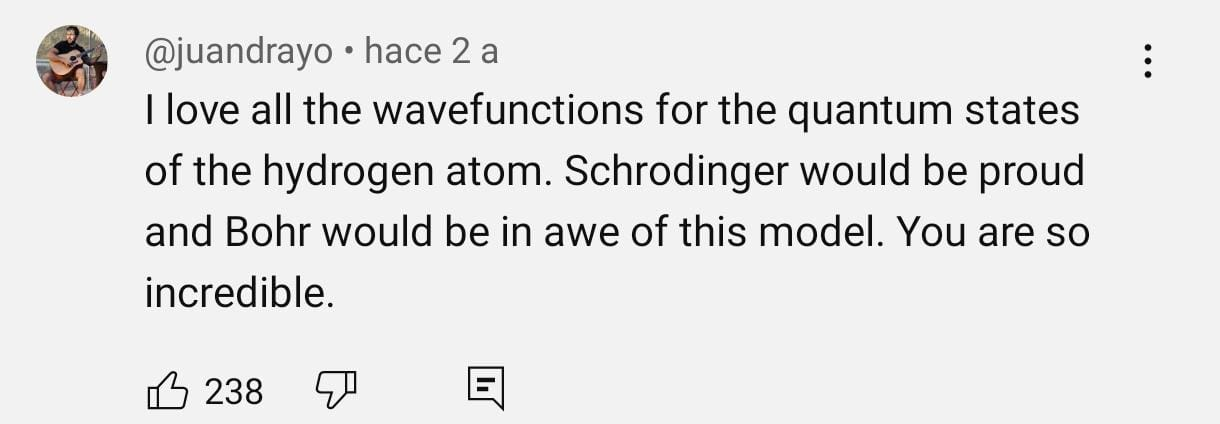 @juandrayo • hace 2 a
I love all the wavefunctions for the quantum states
of the hydrogen atom. Schrodinger would be proud
and Bohr would be in awe of this model. You are so
incredible.
238